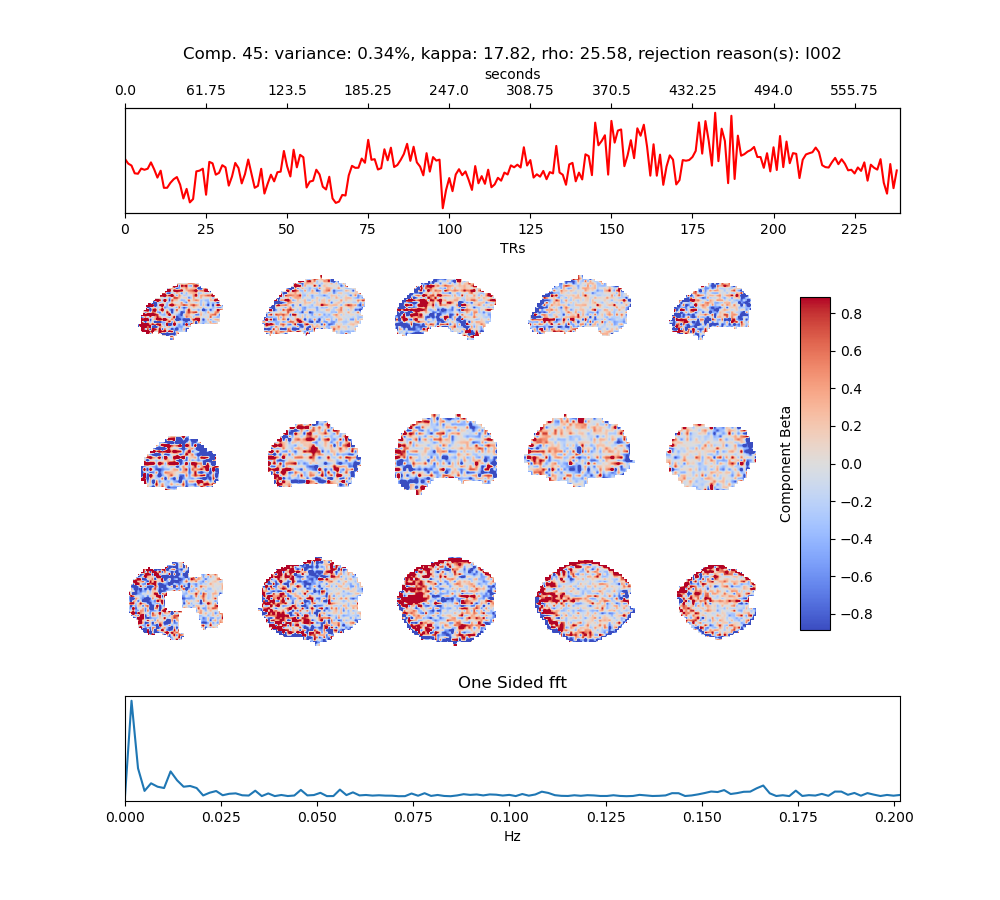 Comp. 45: variance: 0.34%, kappa: 17.82, rho: 25.58, rejection reason(s): I002
seconds
0.0 61.75 123.5 185.25 247.0 308.75 370.5 432.25 494.0 555.75
0 25 50 75 100 125 150 175 200 225
TRs
0.8
0.6
0.4
0.2
0.0
−0.2
−0.4
−0.6
−0.8
Component Beta
One Sided fft
0.000 0.025 0.050 0.075 0.100 0.125 0.150 0.175 0.200
Hz